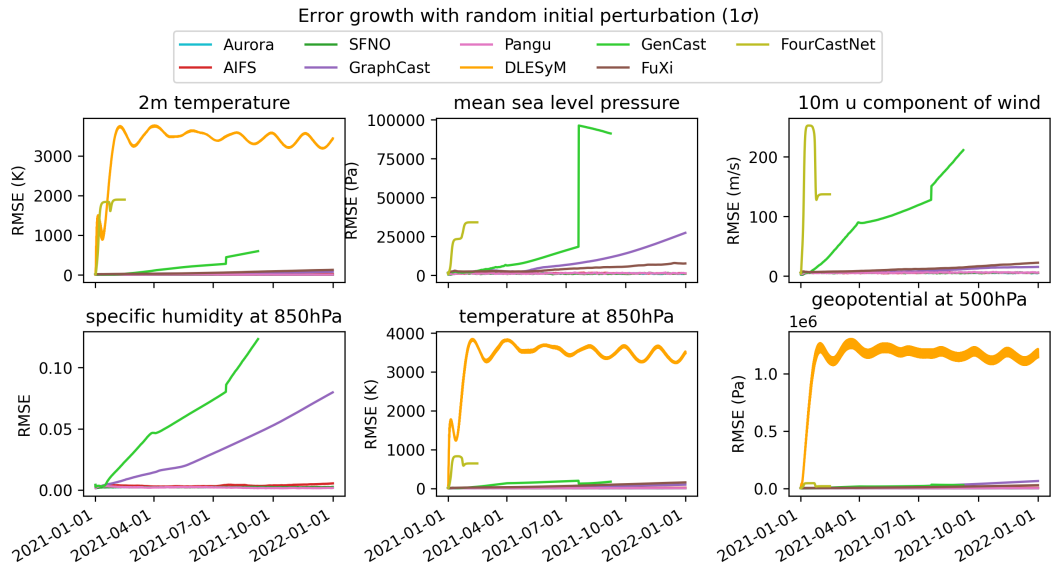 Error growth with random initial perturbation (1σ)
Aurora SFNO Pangu GenCast FourCastNet
AIFS GraphCast DLESyM FuXi
2m temperature
RMSE (K)
3000
2000
1000
0
mean sea level pressure
RMSE (Pa)
100000
75000
50000
25000
0
10m u component of wind
RMSE (m/s)
200
100
0
specific humidity at 850hPa
RMSE
0.10
0.05
0.00
2021-01-01 2021-04-01 2021-07-01 2021-10-01 2022-01-01
temperature at 850hPa
RMSE (K)
4000
3000
2000
1000
0
2021-01-01 2021-04-01 2021-07-01 2021-10-01 2022-01-01
geopotential at 500hPa
1e6
RMSE (Pa)
1.0
0.5
0.0
2021-01-01 2021-04-01 2021-07-01 2021-10-01 2022-01-01